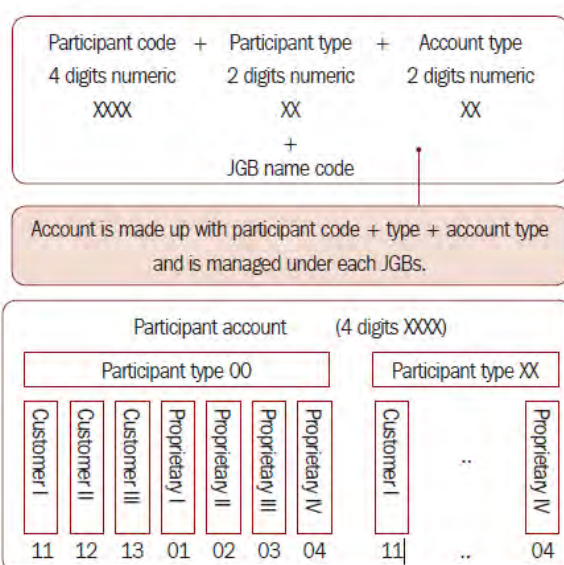 Participant code + Participant type + Account type
4 digits numeric 2 digits numeric 2 digits numeric
XXXX XX XX
+
JGB name code
Account is made up with participant code + type + account type
and is managed under each JGBs.
Participant account (4 digits XXXX)
Participant type 00 Participant type XX
Customer I
Customer II
Customer III
Proprietary I
Proprietary II
Proprietary III
Proprietary IV
Customer I
..
Proprietary IV
11 12 13 01 02 03 04 11 .. 04